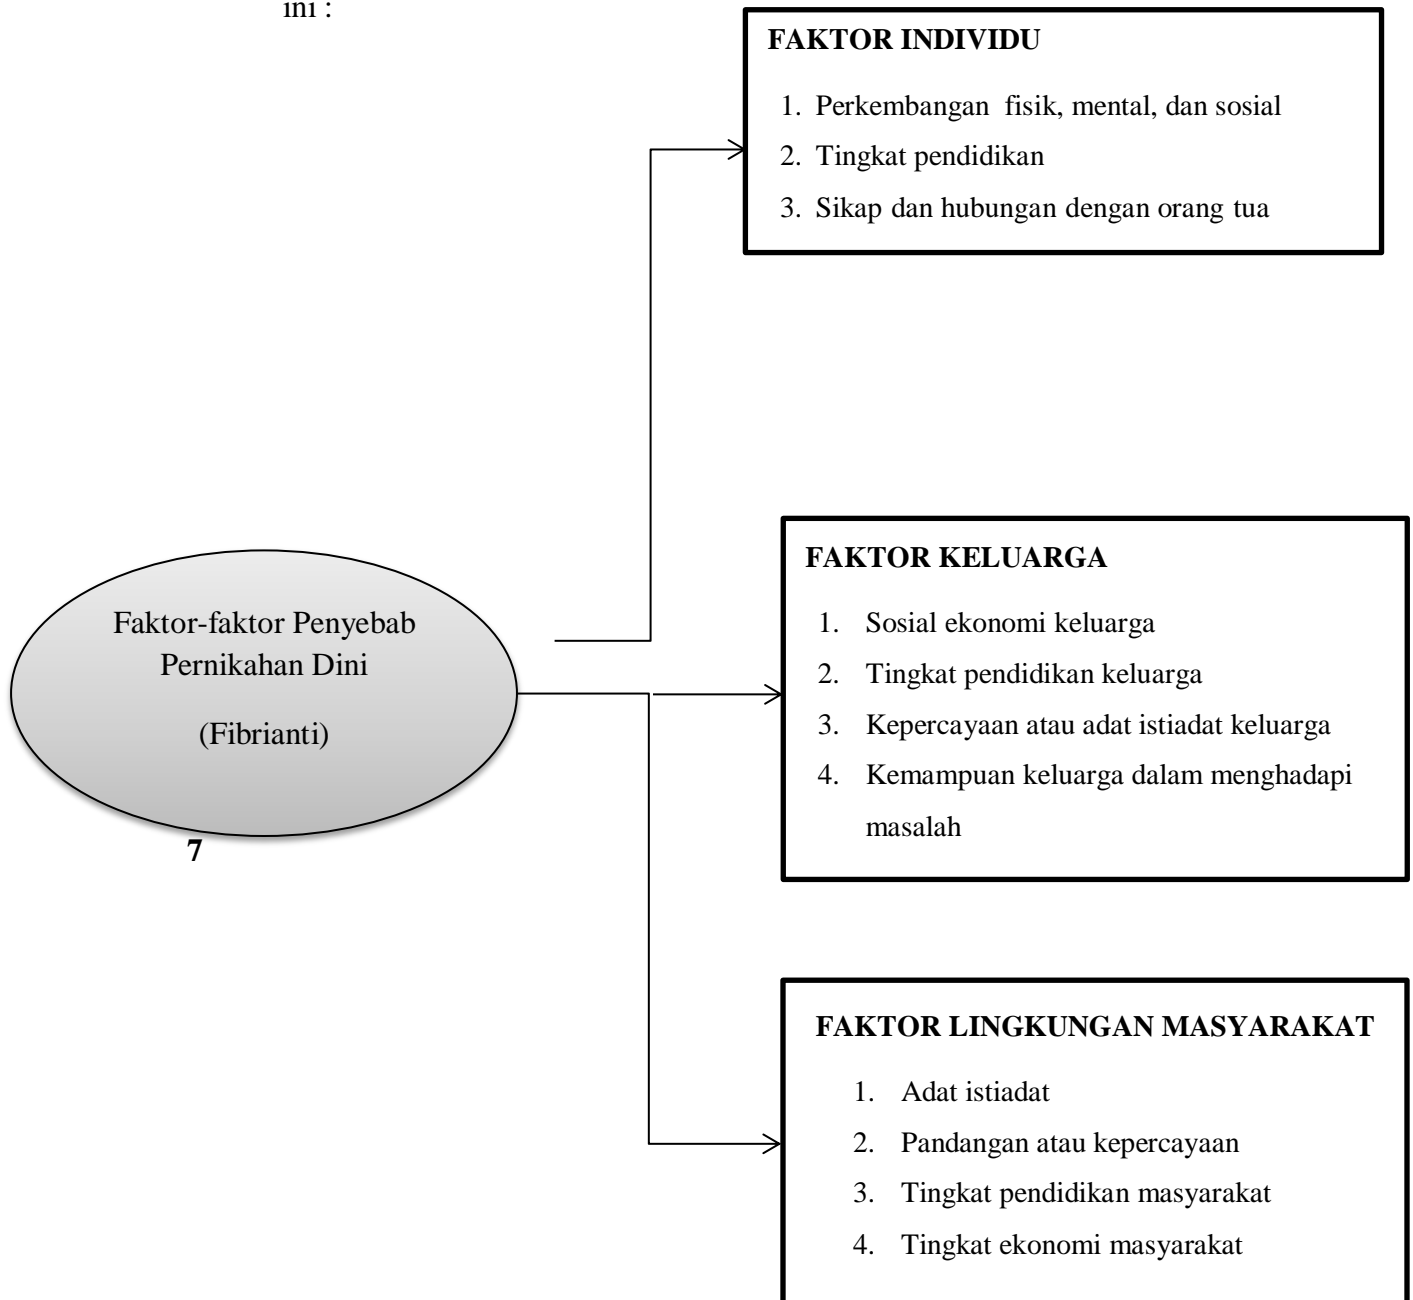 ini :
FAKTOR INDIVIDU
1. Perkembangan fisik, mental, dan sosial
2. Tingkat pendidikan
3. Sikap dan hubungan dengan orang tua
Faktor-faktor Penyebab
Pernikahan Dini
(Fibrianti)
7
FAKTOR KELUARGA
1. Sosial ekonomi keluarga
2. Tingkat pendidikan keluarga
3. Kepercayaan atau adat istiadat keluarga
4. Kemampuan keluarga dalam menghadapi
masalah
FAKTOR LINGKUNGAN MASYARAKAT
1. Adat istiadat
2. Pandangan atau kepercayaan
3. Tingkat pendidikan masyarakat
4. Tingkat ekonomi masyarakat